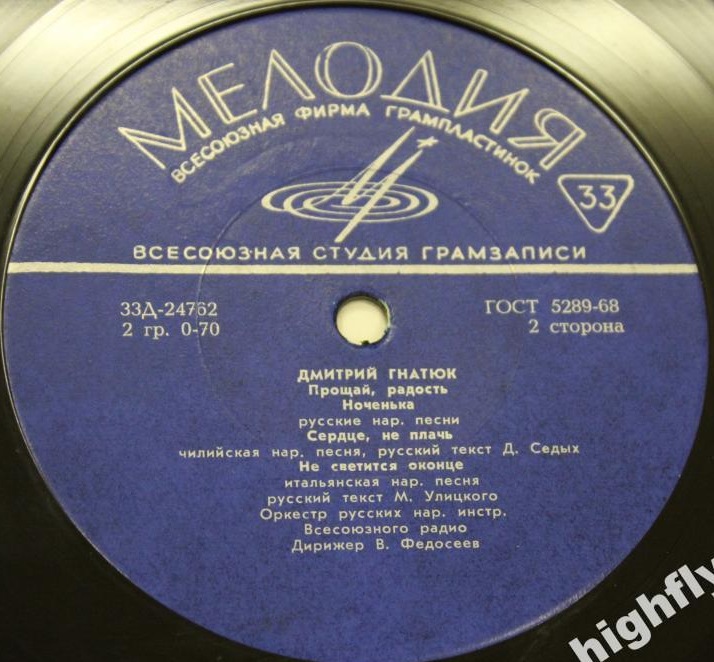 МЕЛОДИЯ
ВСЕСОЮЗНАЯ ФИРМА ГРАМПЛАСТИНОК
33
ВСЕСОЮЗНАЯ СТУДИЯ ГРАМЗАПИСИ
33Д-24762
2 гр. 0-70
ГОСТ 5289-68
2 сторона
ДМИТРИЙ ГНАТЮК
Прощай, радость
Ноченька
русские нар. песни
Сердце, не плачь
чилийская нар. песня, русский текст Д. Седых
Не светится оконце
итальянская нар. песня
русский текст М. Улицкого
Оркестр русских нар. инстр.
Всесоюзного радио
Дирижер В. Федосеев
highfly